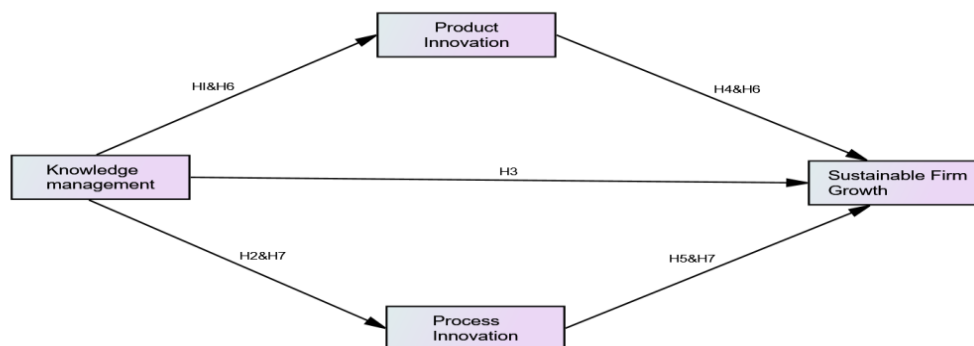 Product
Innovation
HI&H6
H4&H6
Knowledge
management
H3
Sustainable Firm
Growth
H2&H7
H5&H7
Process
Innovation